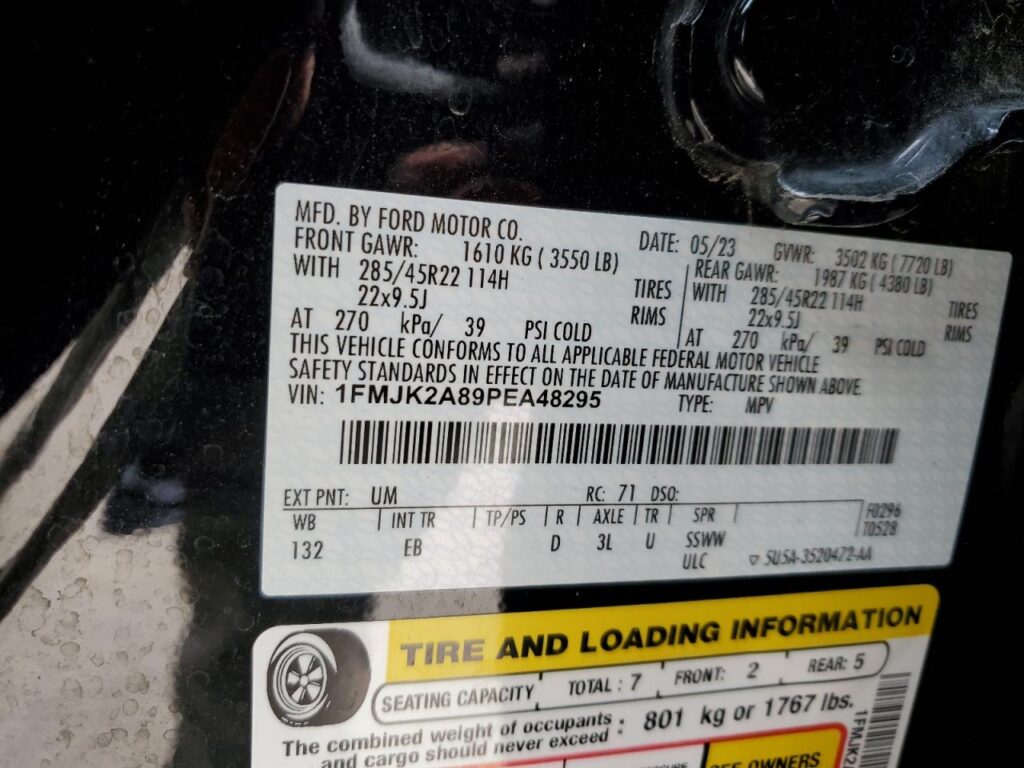 MFD. BY FORD MOTOR CO. DATE: 05/23 GVWR: 3502 KG ( 7720 LB)
FRONT GAWR: 1610 KG ( 3550 LB) REAR GAWR: 1987 KG ( 4380 LB)
WITH 285/45R22 114H TIRES WITH 285/45R22 114H TIRES
22x9.5J RIMS 22x9.5J RIMS
AT 270 kPa/ 39 PSI COLD AT 270 kPa/ 39 PSI COLD
THIS VEHICLE CONFORMS TO ALL APPLICABLE FEDERAL MOTOR VEHICLE
SAFETY STANDARDS IN EFFECT ON THE DATE OF MANUFACTURE SHOWN ABOVE.
VIN: 1FMJK2A89PEA48295 TYPE: MPV
EXT PNT: UM RC: 71 DSO:
WB INT TR TP/PS R AXLE TR SPR F0296
132 EB D 3L U SSWW T0528
ULC 5U5A-3520472-AA
TIRE AND LOADING INFORMATION
SEATING CAPACITY TOTAL : 7 FRONT: 2 REAR: 5
The combined weight of occupants : 801 kg or 1767 lbs.
and cargo should never exceed
SEE OWNERS
1FMJK2